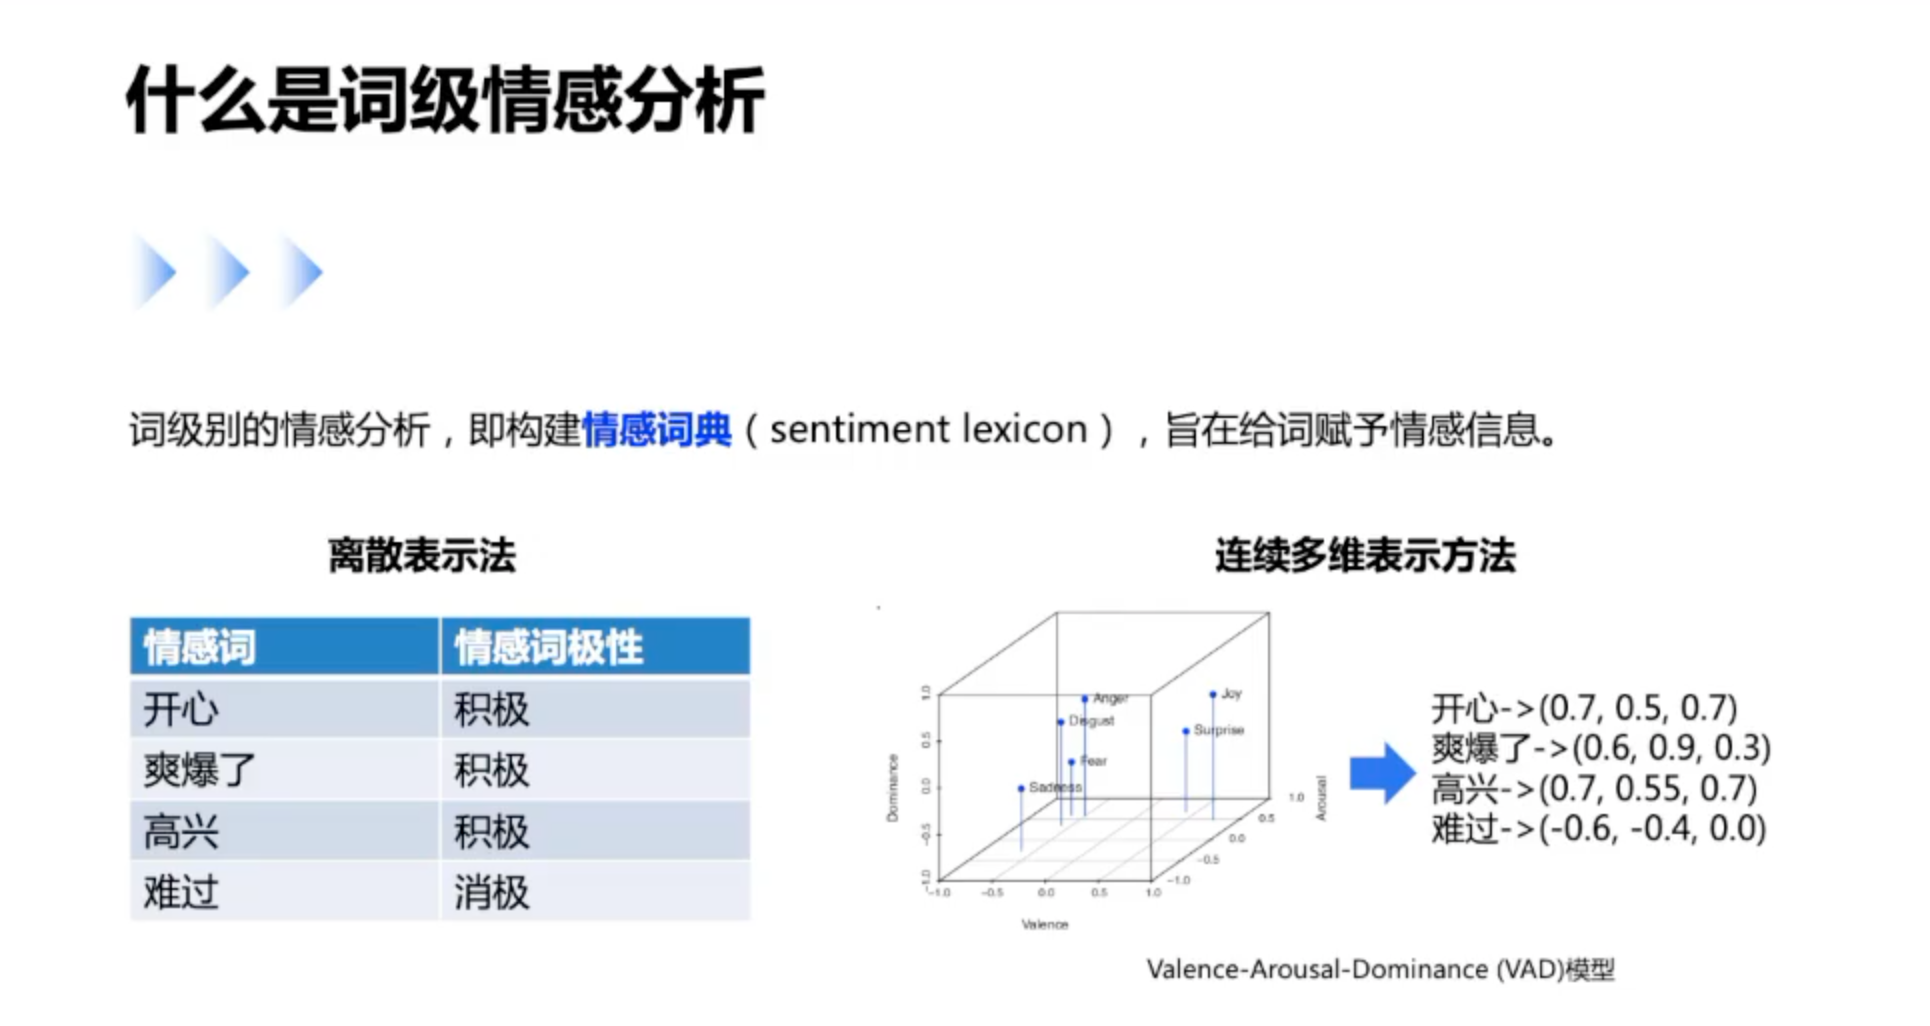 什么是词级情感分析
词级别的情感分析，即构建情感词典（sentiment lexicon），旨在给词赋予情感信息。
离散表示法
情感词 情感词极性
开心 积极
爽爆了 积极
高兴 积极
难过 消极
连续多维表示方法
Dominance
1.0
0.5
0.0
-0.5
-1.0
Anger
Disgust
Fear
Sadness
Joy
Surprise
-1.0 -0.5 0.0 0.5 1.0
Valence
-1.0
-0.5
0.0
0.5
1.0
Arousal
开心->(0.7, 0.5, 0.7)
爽爆了->(0.6, 0.9, 0.3)
高兴->(0.7, 0.55, 0.7)
难过->(-0.6, -0.4, 0.0)
Valence-Arousal-Dominance (VAD)模型